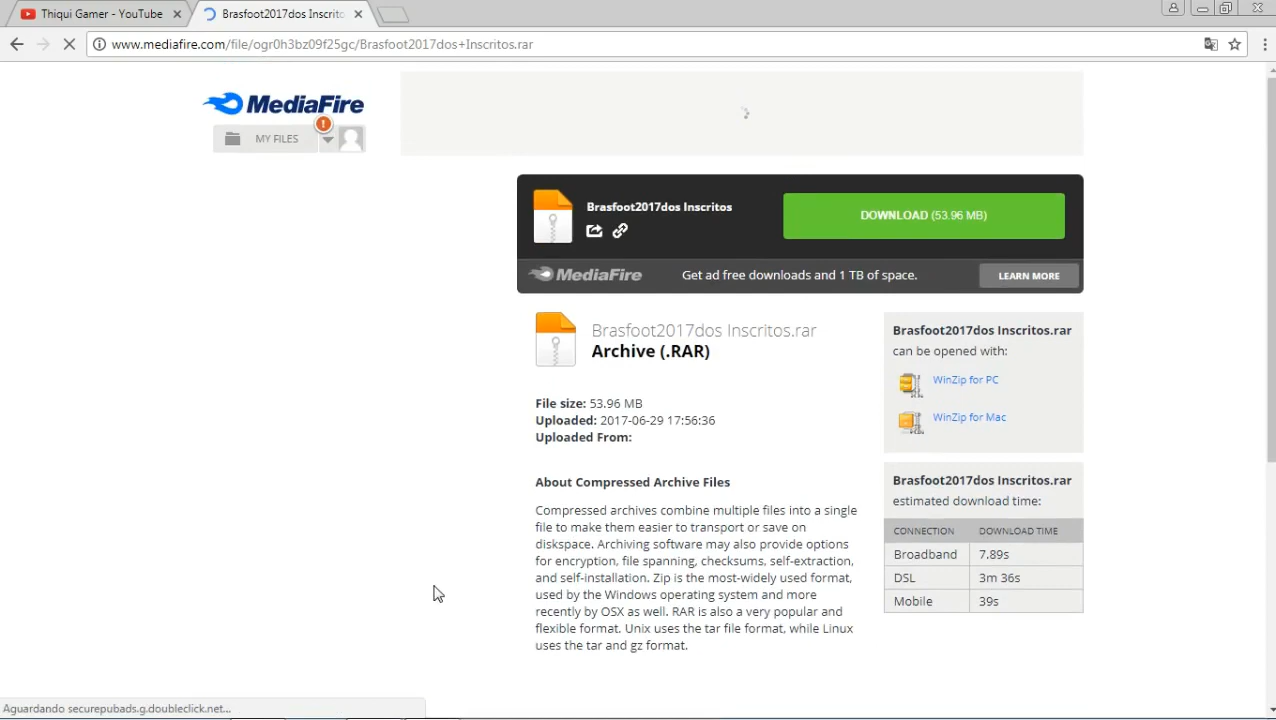 Thiqui Gamer - YouTube
Brasfoot2017dos Inscrito
www.mediafire.com/file/ogr0h3bz09f25gc/Brasfoot2017dos+Inscritos.rar
MediaFire
MY FILES
!
Brasfoot2017dos Inscritos
DOWNLOAD (53.96 MB)
MediaFire
Get ad free downloads and 1 TB of space.
LEARN MORE
Brasfoot2017dos Inscritos.rar
Archive (.RAR)
File size: 53.96 MB
Uploaded: 2017-06-29 17:56:36
Uploaded From:
About Compressed Archive Files
Compressed archives combine multiple files into a single
file to make them easier to transport or save on
diskspace. Archiving software may also provide options
for encryption, file spanning, checksums, self-extraction,
and self-installation. Zip is the most-widely used format,
used by the Windows operating system and more
recently by OSX as well. RAR is also a very popular and
flexible format. Unix uses the tar file format, while Linux
uses the tar and gz format.
Brasfoot2017dos Inscritos.rar
can be opened with:
WinZip for PC
WinZip for Mac
Brasfoot2017dos Inscritos.rar
estimated download time:
CONNECTION DOWNLOAD TIME
Broadband 7.89s
DSL 3m 36s
Mobile 39s
Aguardando securepubads.g.doubleclick.net...